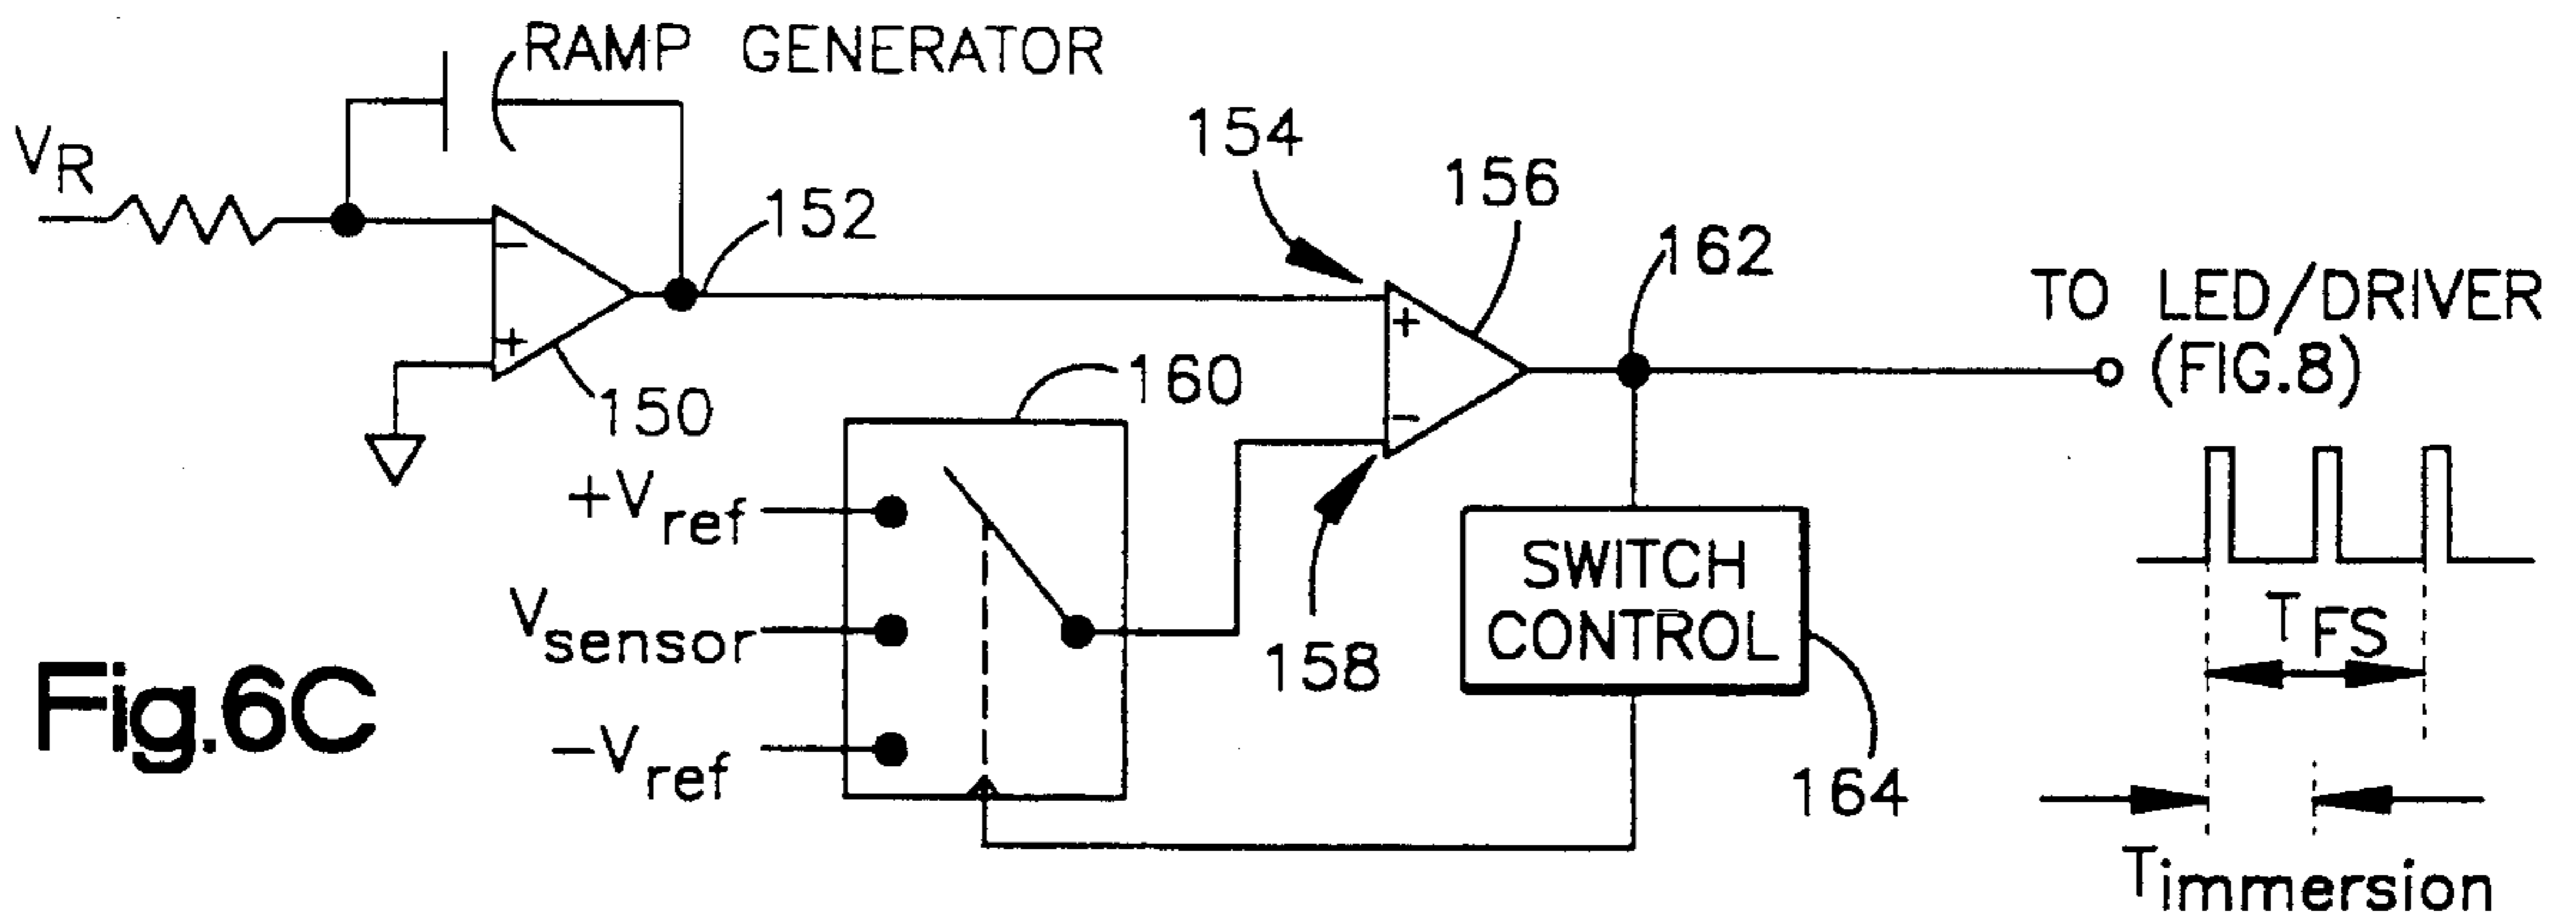 RAMP GENERATOR
VR
154
156
152
162
TO LED/DRIVER
(FIG.8)
−
+
+
−
150
160
+Vref
Vsensor
−Vref
158
SWITCH
CONTROL
164
TFS
Timmersion
Fig.6C